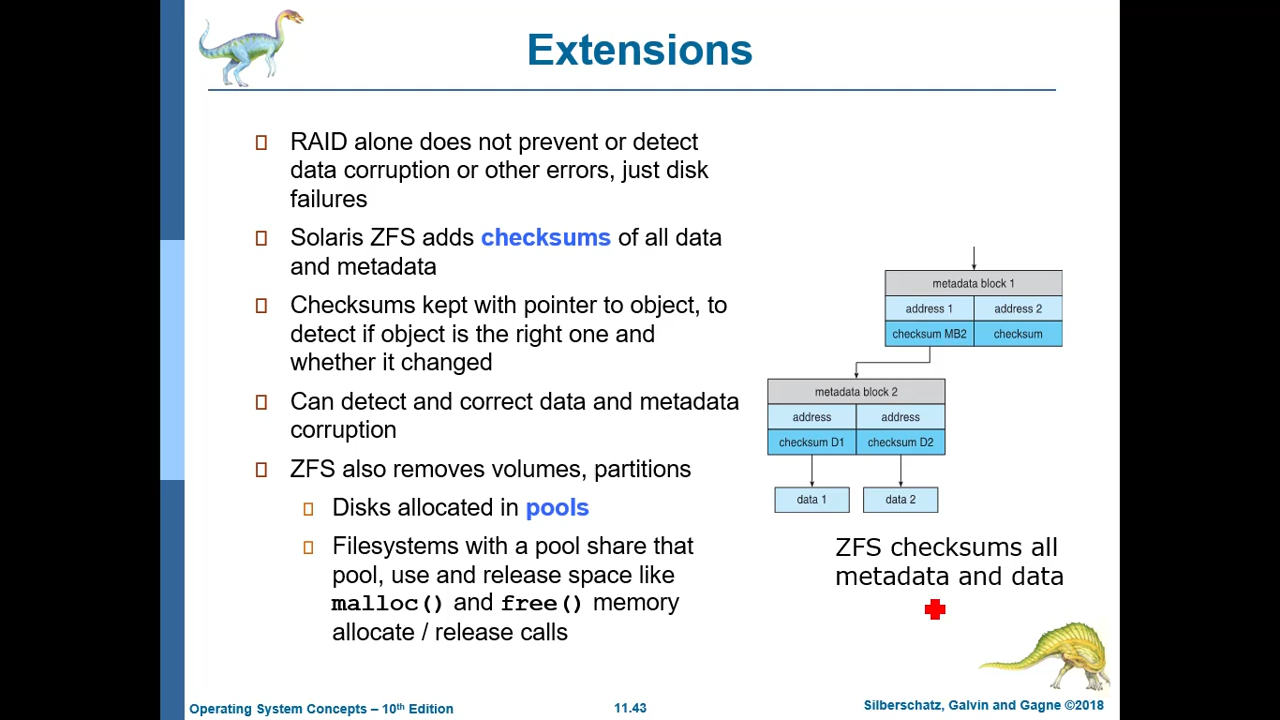 Extensions
RAID alone does not prevent or detect
data corruption or other errors, just disk
failures
Solaris ZFS adds checksums of all data
and metadata
Checksums kept with pointer to object, to
detect if object is the right one and
whether it changed
Can detect and correct data and metadata
corruption
ZFS also removes volumes, partitions
Disks allocated in pools
Filesystems with a pool share that
pool, use and release space like
malloc() and free() memory
allocate / release calls
metadata block 1
address 1 address 2
checksum MB2 checksum
metadata block 2
address address
checksum D1 checksum D2
data 1 data 2
ZFS checksums all
metadata and data
Operating System Concepts – 10th Edition
11.43
Silberschatz, Galvin and Gagne ©2018